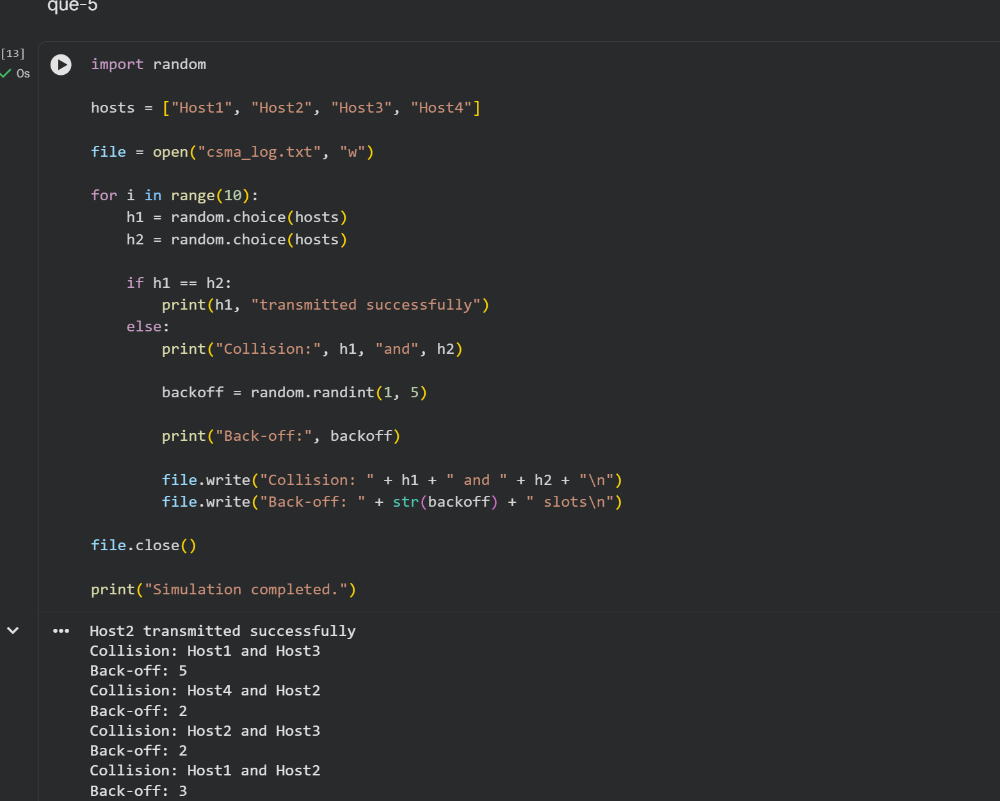 que-5
[13]
0s
import random
hosts = ["Host1", "Host2", "Host3", "Host4"]
file = open("csma_log.txt", "w")
for i in range(10):
    h1 = random.choice(hosts)
    h2 = random.choice(hosts)
    if h1 == h2:
        print(h1, "transmitted successfully")
    else:
        print("Collision:", h1, "and", h2)
        backoff = random.randint(1, 5)
        print("Back-off:", backoff)
        file.write("Collision: " + h1 + " and " + h2 + "\n")
        file.write("Back-off: " + str(backoff) + " slots\n")
file.close()
print("Simulation completed.")
Host2 transmitted successfully
Collision: Host1 and Host3
Back-off: 5
Collision: Host4 and Host2
Back-off: 2
Collision: Host2 and Host3
Back-off: 2
Collision: Host1 and Host2
Back-off: 3